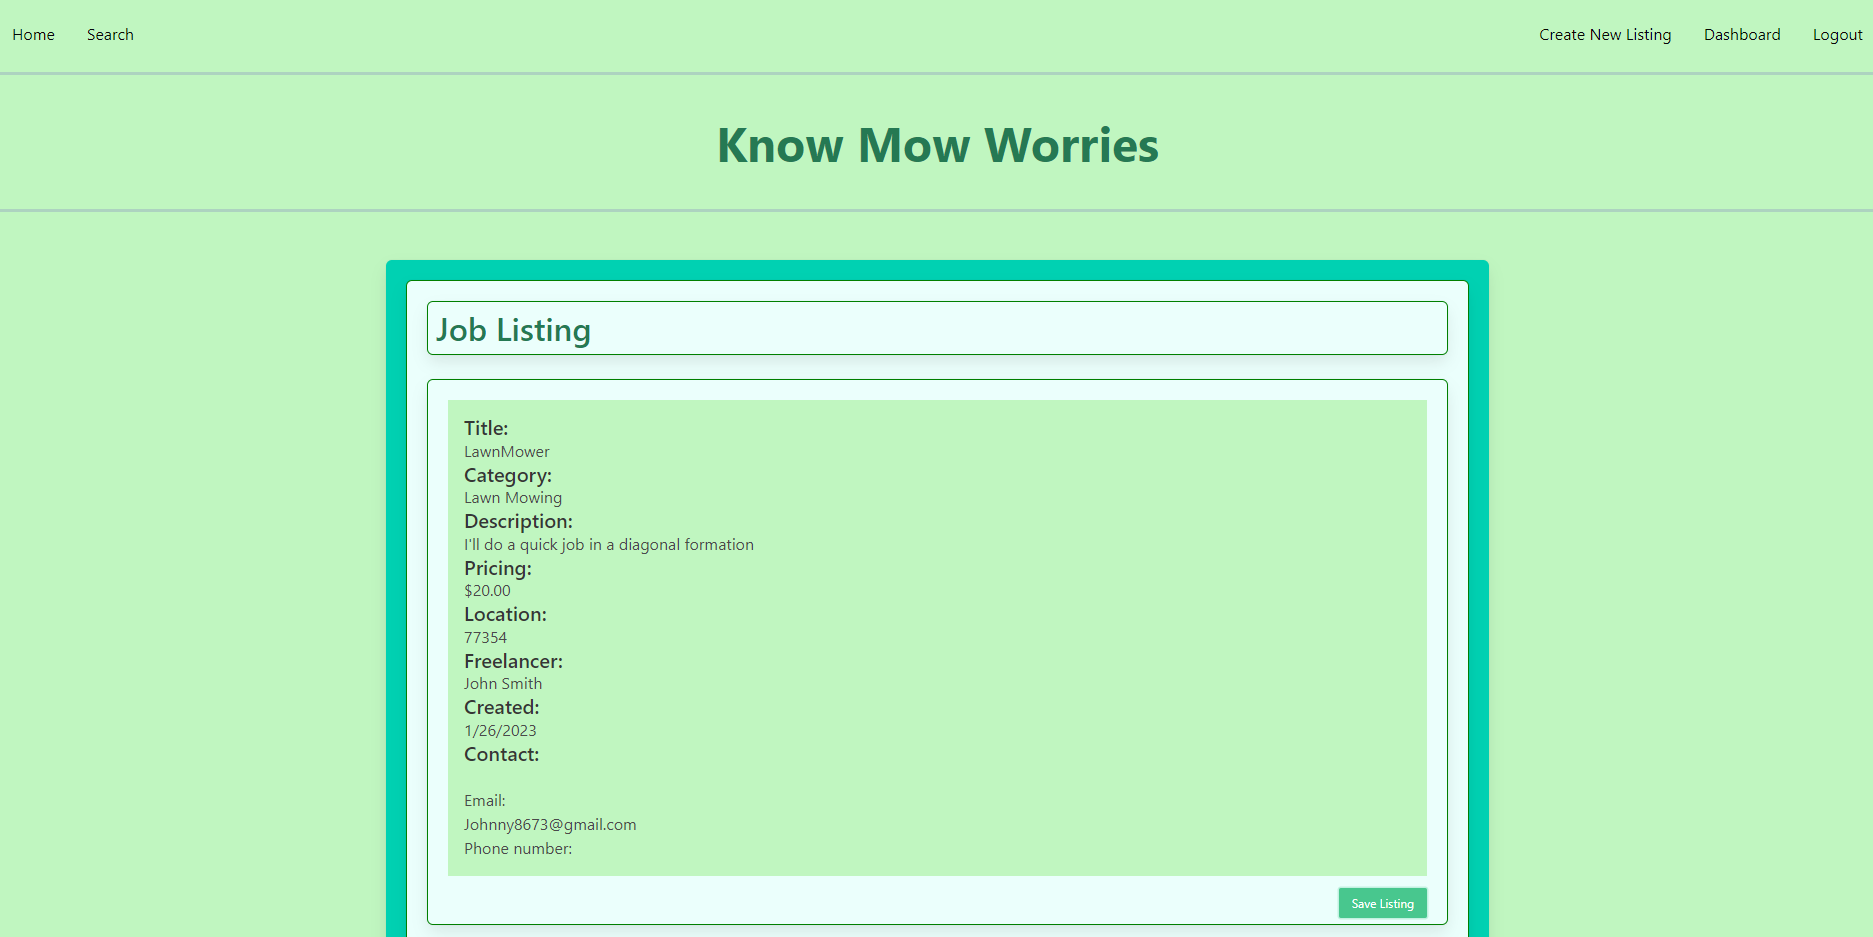 Home Search Create New Listing Dashboard Logout
Know Mow Worries
Job Listing
Title:
LawnMower
Category:
Lawn Mowing
Description:
I'll do a quick job in a diagonal formation
Pricing:
$20.00
Location:
77354
Freelancer:
John Smith
Created:
1/26/2023
Contact:
Email:
Johnny8673@gmail.com
Phone number:
Save Listing